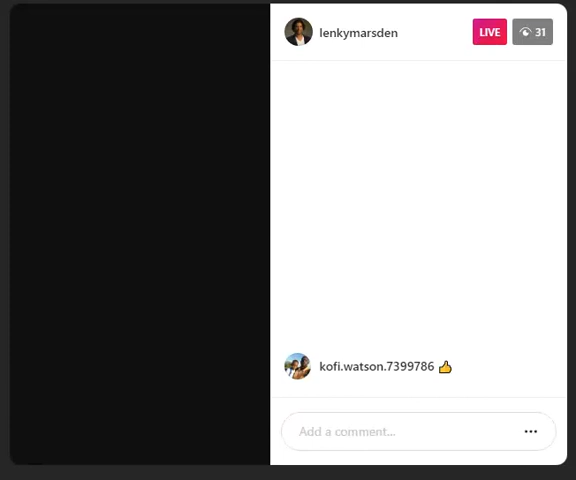 lenkymarsden
LIVE
31
kofi.watson.7399786 👍
Add a comment...